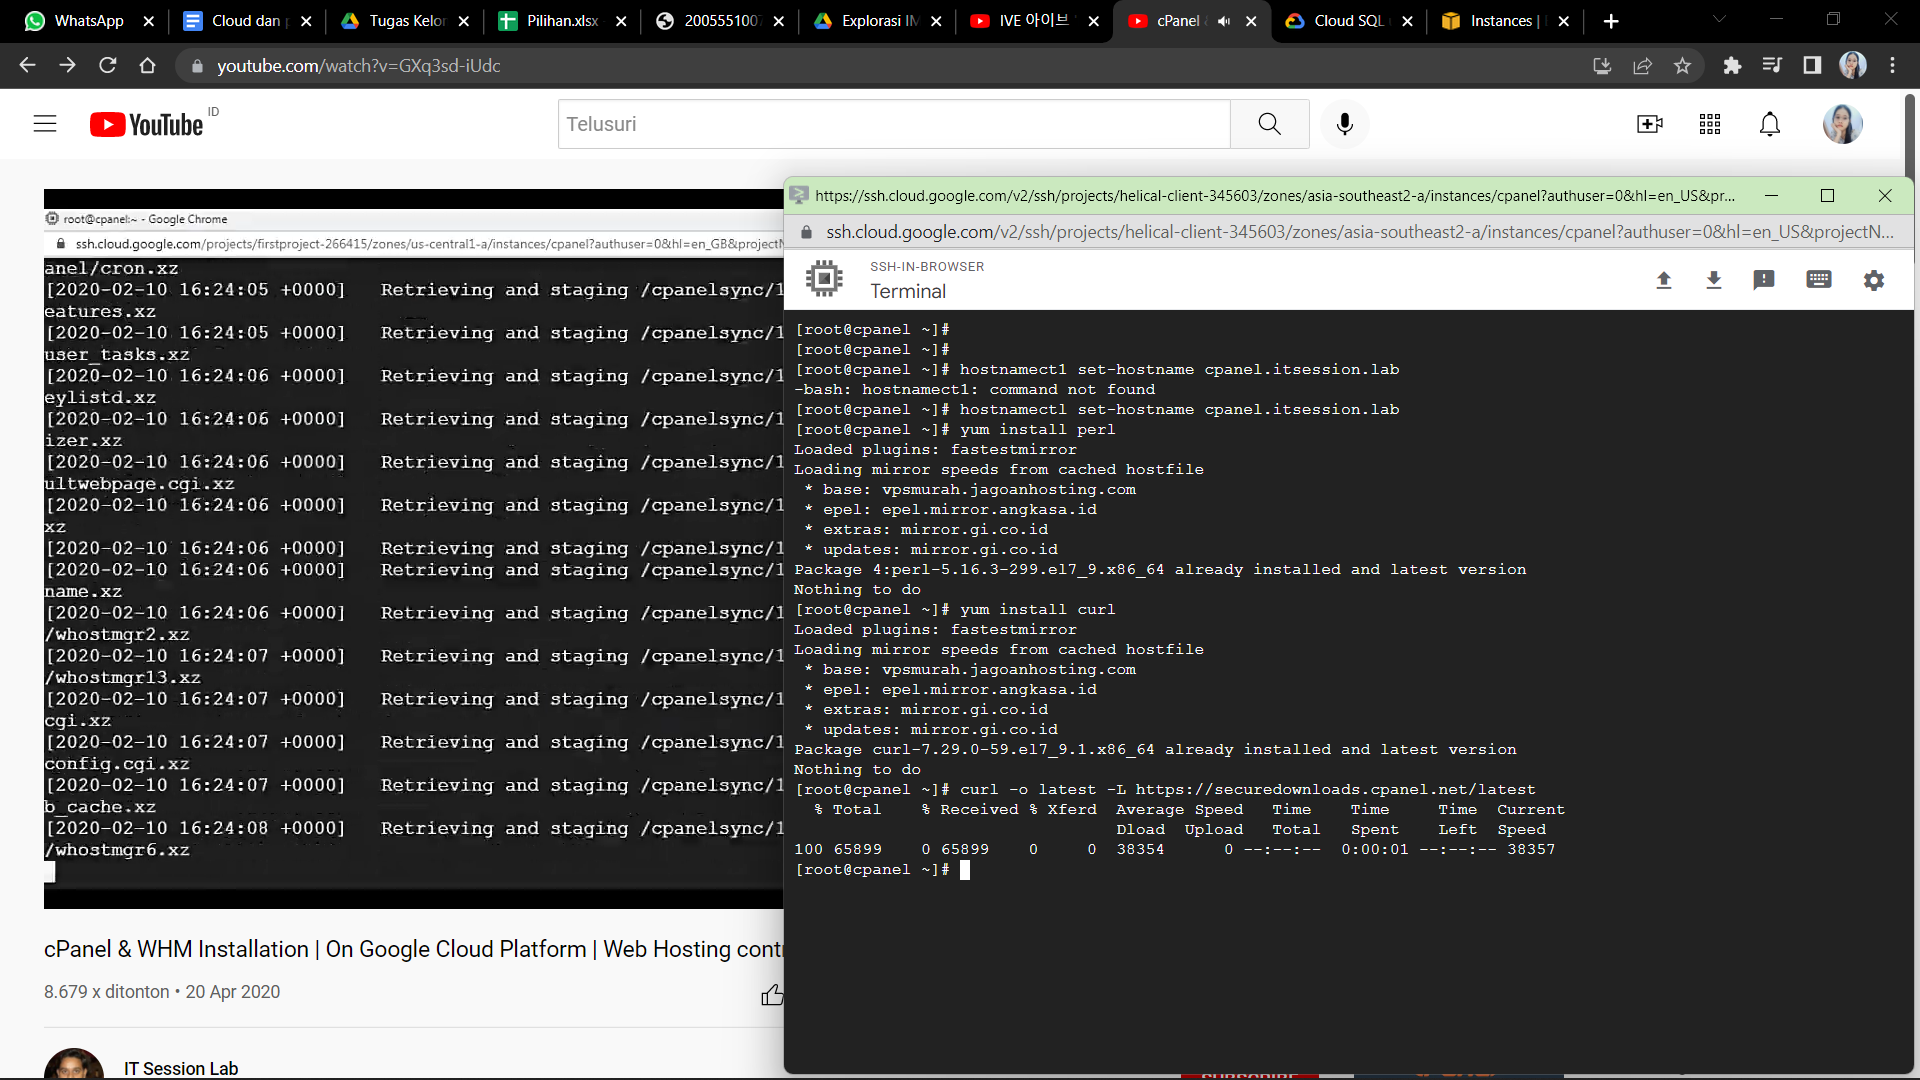 WhatsApp
Cloud dan p
Tugas Kelor
Pilihan.xlsx
2005551007
Explorasi IM
IVE 아이브
cPanel &
Cloud SQL
Instances |
youtube.com/watch?v=GXq3sd-iUdc
YouTube ID
Telusuri
root@cpanel:~ - Google Chrome
ssh.cloud.google.com/projects/firstproject-266415/zones/us-central1-a/instances/cpanel?authuser=0&hl=en_GB&projectN
anel/cron.xz
[2020-02-10 16:24:05 +0000] Retrieving and staging /cpanelsync/1
eatures.xz
[2020-02-10 16:24:05 +0000] Retrieving and staging /cpanelsync/1
user_tasks.xz
[2020-02-10 16:24:06 +0000] Retrieving and staging /cpanelsync/1
eylistd.xz
[2020-02-10 16:24:06 +0000] Retrieving and staging /cpanelsync/1
izer.xz
[2020-02-10 16:24:06 +0000] Retrieving and staging /cpanelsync/1
ultwebpage.cgi.xz
[2020-02-10 16:24:06 +0000] Retrieving and staging /cpanelsync/1
xz
[2020-02-10 16:24:06 +0000] Retrieving and staging /cpanelsync/1
[2020-02-10 16:24:06 +0000] Retrieving and staging /cpanelsync/1
name.xz
[2020-02-10 16:24:06 +0000] Retrieving and staging /cpanelsync/1
/whostmgr2.xz
[2020-02-10 16:24:07 +0000] Retrieving and staging /cpanelsync/1
/whostmgr13.xz
[2020-02-10 16:24:07 +0000] Retrieving and staging /cpanelsync/1
cgi.xz
[2020-02-10 16:24:07 +0000] Retrieving and staging /cpanelsync/1
config.cgi.xz
[2020-02-10 16:24:07 +0000] Retrieving and staging /cpanelsync/1
b_cache.xz
[2020-02-10 16:24:08 +0000] Retrieving and staging /cpanelsync/1
/whostmgr6.xz
cPanel & WHM Installation | On Google Cloud Platform | Web Hosting contr
8.679 x ditonton • 20 Apr 2020
IT Session Lab
https://ssh.cloud.google.com/v2/ssh/projects/helical-client-345603/zones/asia-southeast2-a/instances/cpanel?authuser=0&hl=en_US&pr...
ssh.cloud.google.com/v2/ssh/projects/helical-client-345603/zones/asia-southeast2-a/instances/cpanel?authuser=0&hl=en_US&projectN...
SSH-IN-BROWSER
Terminal
[root@cpanel ~]#
[root@cpanel ~]#
[root@cpanel ~]# hostnamect1 set-hostname cpanel.itsession.lab
-bash: hostnamect1: command not found
[root@cpanel ~]# hostnamectl set-hostname cpanel.itsession.lab
[root@cpanel ~]# yum install perl
Loaded plugins: fastestmirror
Loading mirror speeds from cached hostfile
* base: vpsmurah.jagoanhosting.com
* epel: epel.mirror.angkasa.id
* extras: mirror.gi.co.id
* updates: mirror.gi.co.id
Package 4:perl-5.16.3-299.el7_9.x86_64 already installed and latest version
Nothing to do
[root@cpanel ~]# yum install curl
Loaded plugins: fastestmirror
Loading mirror speeds from cached hostfile
* base: vpsmurah.jagoanhosting.com
* epel: epel.mirror.angkasa.id
* extras: mirror.gi.co.id
* updates: mirror.gi.co.id
Package curl-7.29.0-59.el7_9.1.x86_64 already installed and latest version
Nothing to do
[root@cpanel ~]# curl -o latest -L https://securedownloads.cpanel.net/latest
% Total % Received % Xferd Average Speed Time Time Time Current
Dload Upload Total Spent Left Speed
100 65899 0 65899 0 0 38354 0 --:--:-- 0:00:01 --:--:-- 38357
[root@cpanel ~]#
SUBSCRIBE